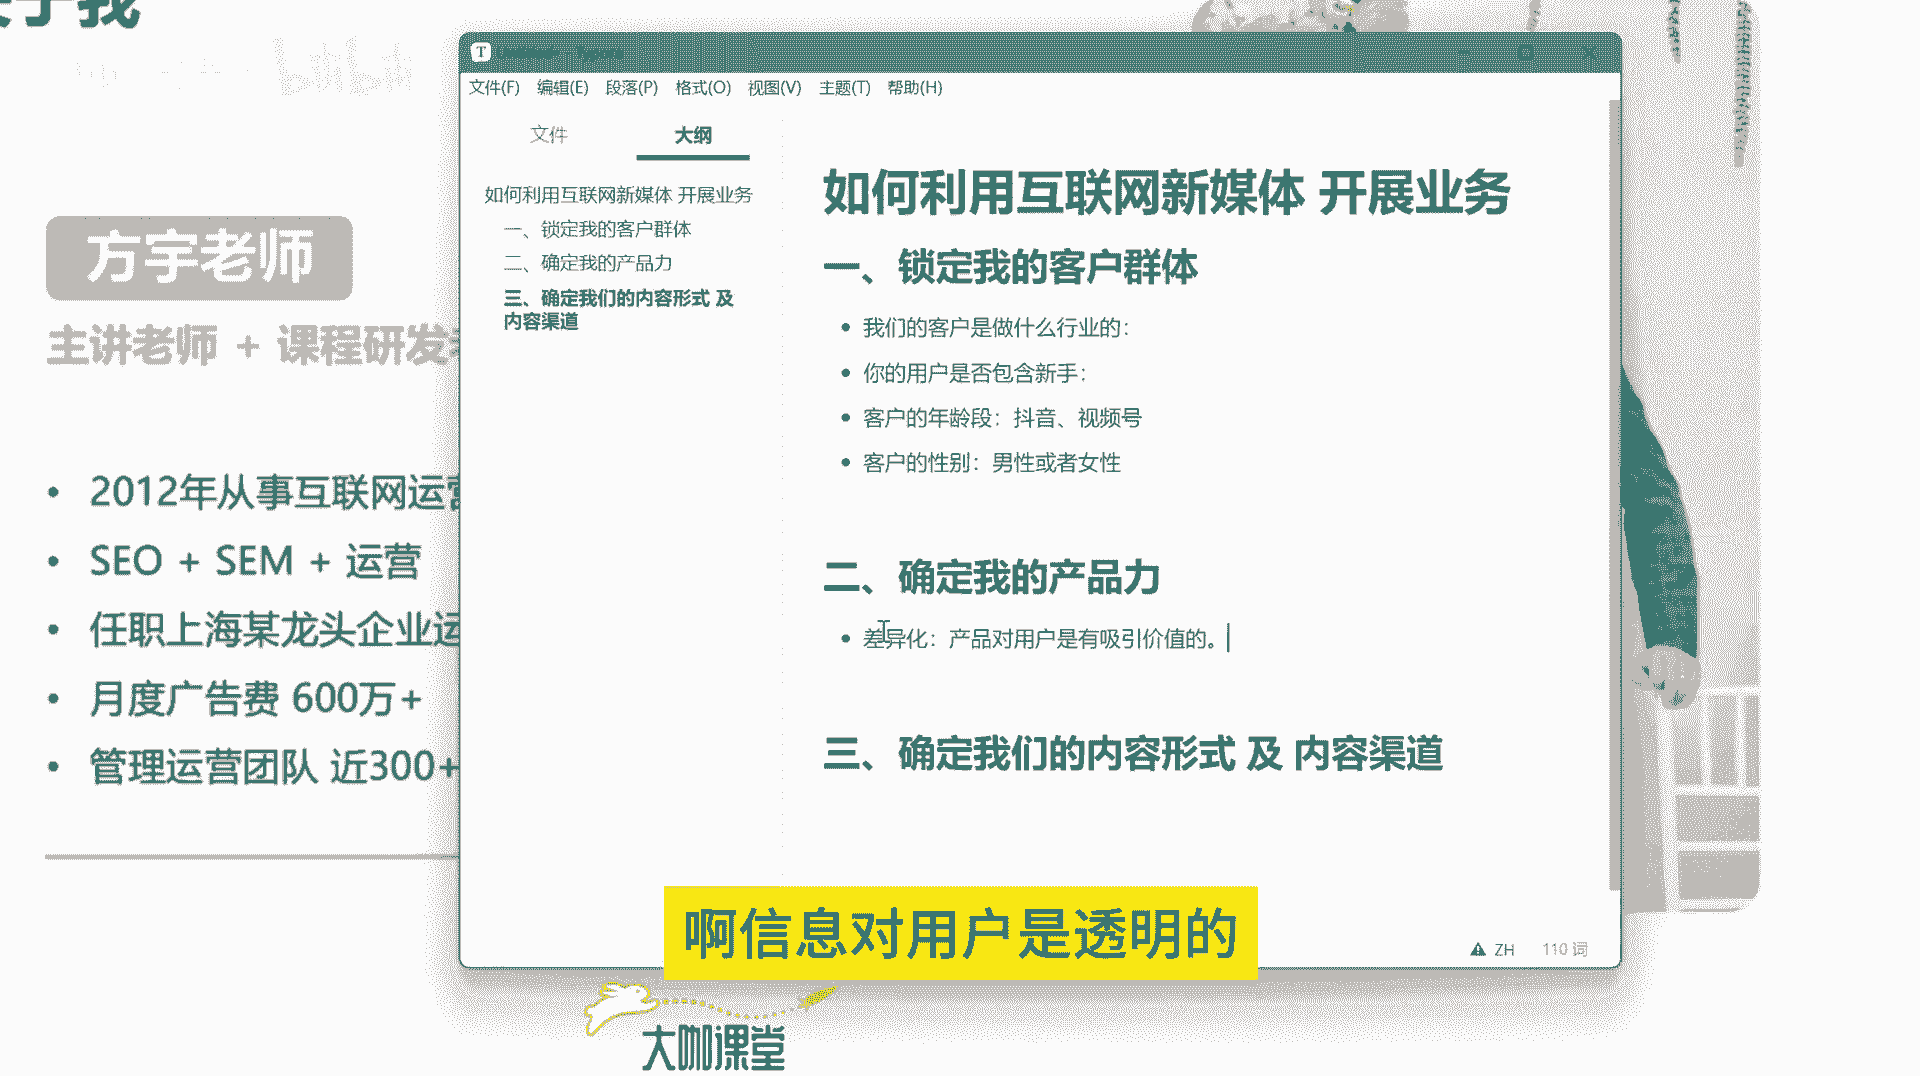 bilibili
方宇老师
主讲老师 + 课程研发
2012年从事互联网运营
SEO + SEM + 运营
任职上海某龙头企业运
月度广告费 600万+
管理运营团队 近300+
文件(F) 编辑(E) 段落(P) 格式(O) 视图(V) 主题(T) 帮助(H)
文件 大纲
如何利用互联网新媒体 开展业务
一、锁定我的客户群体
二、确定我的产品力
三、确定我们的内容形式 及
内容渠道
如何利用互联网新媒体 开展业务
一、锁定我的客户群体
我们的客户是做什么行业的：
你的用户是否包含新手：
客户的年龄段：抖音、视频号
客户的性别：男性或者女性
二、确定我的产品力
差异化：产品对用户是有吸引价值的。
三、确定我们的内容形式 及 内容渠道
ZH 110 词
啊信息对用户是透明的
大咖课堂